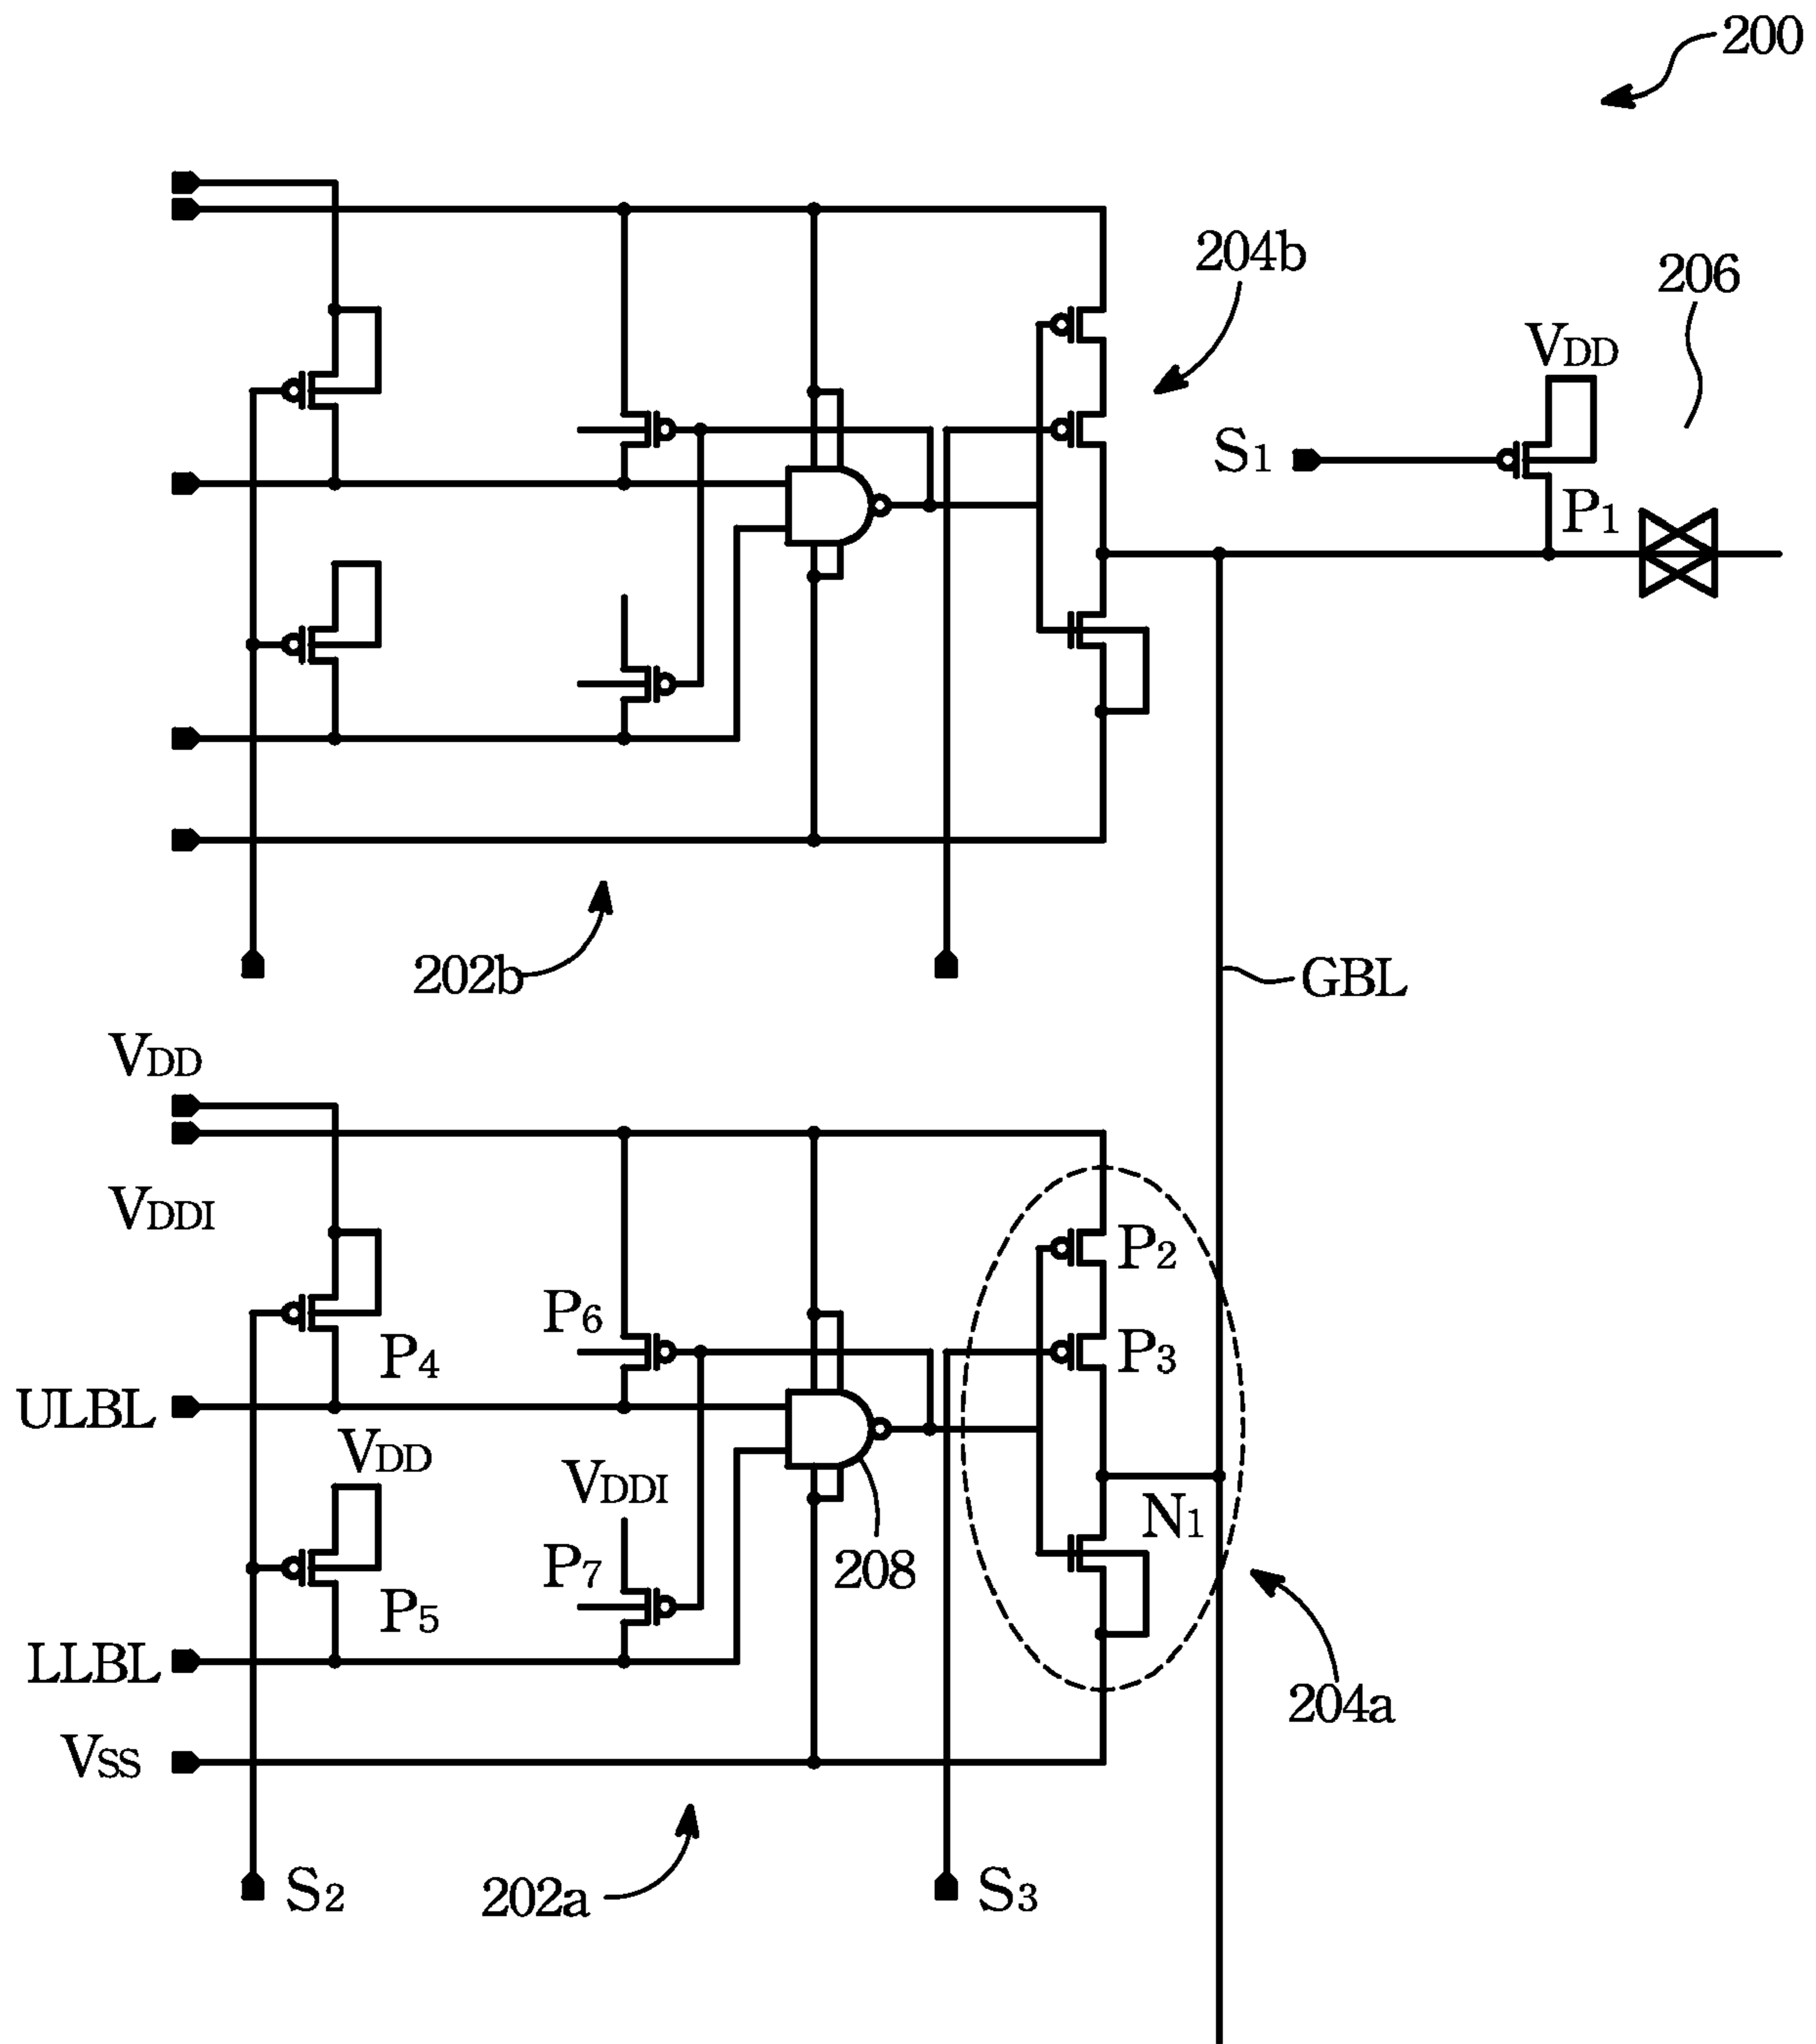 200
204b
206
VDD
S1
P1
202b
GBL
VDD
VDDI
P2
P6
P3
P4
ULBL
VDD
VDDI
N1
208
P7
P5
LLBL
204a
VSS
S2
202a
S3